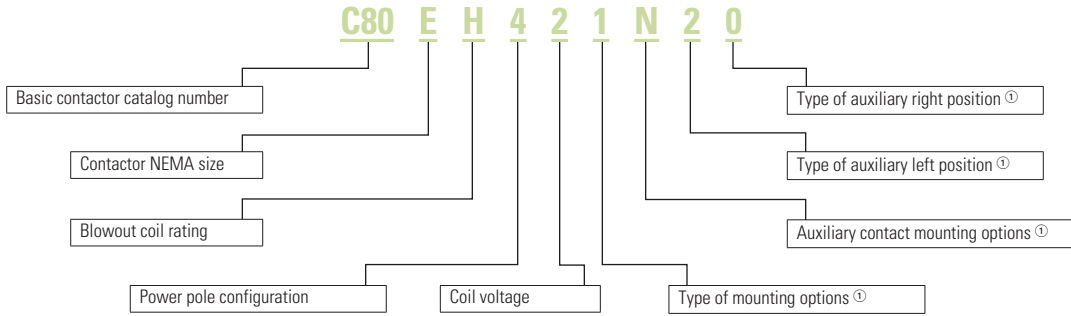 C80 E H 4 2 1 N 2 0
Basic contactor catalog number
Type of auxiliary right position ①
Contactor NEMA size
Type of auxiliary left position ①
Blowout coil rating
Auxiliary contact mounting options ①
Power pole configuration
Coil voltage
Type of mounting options ①